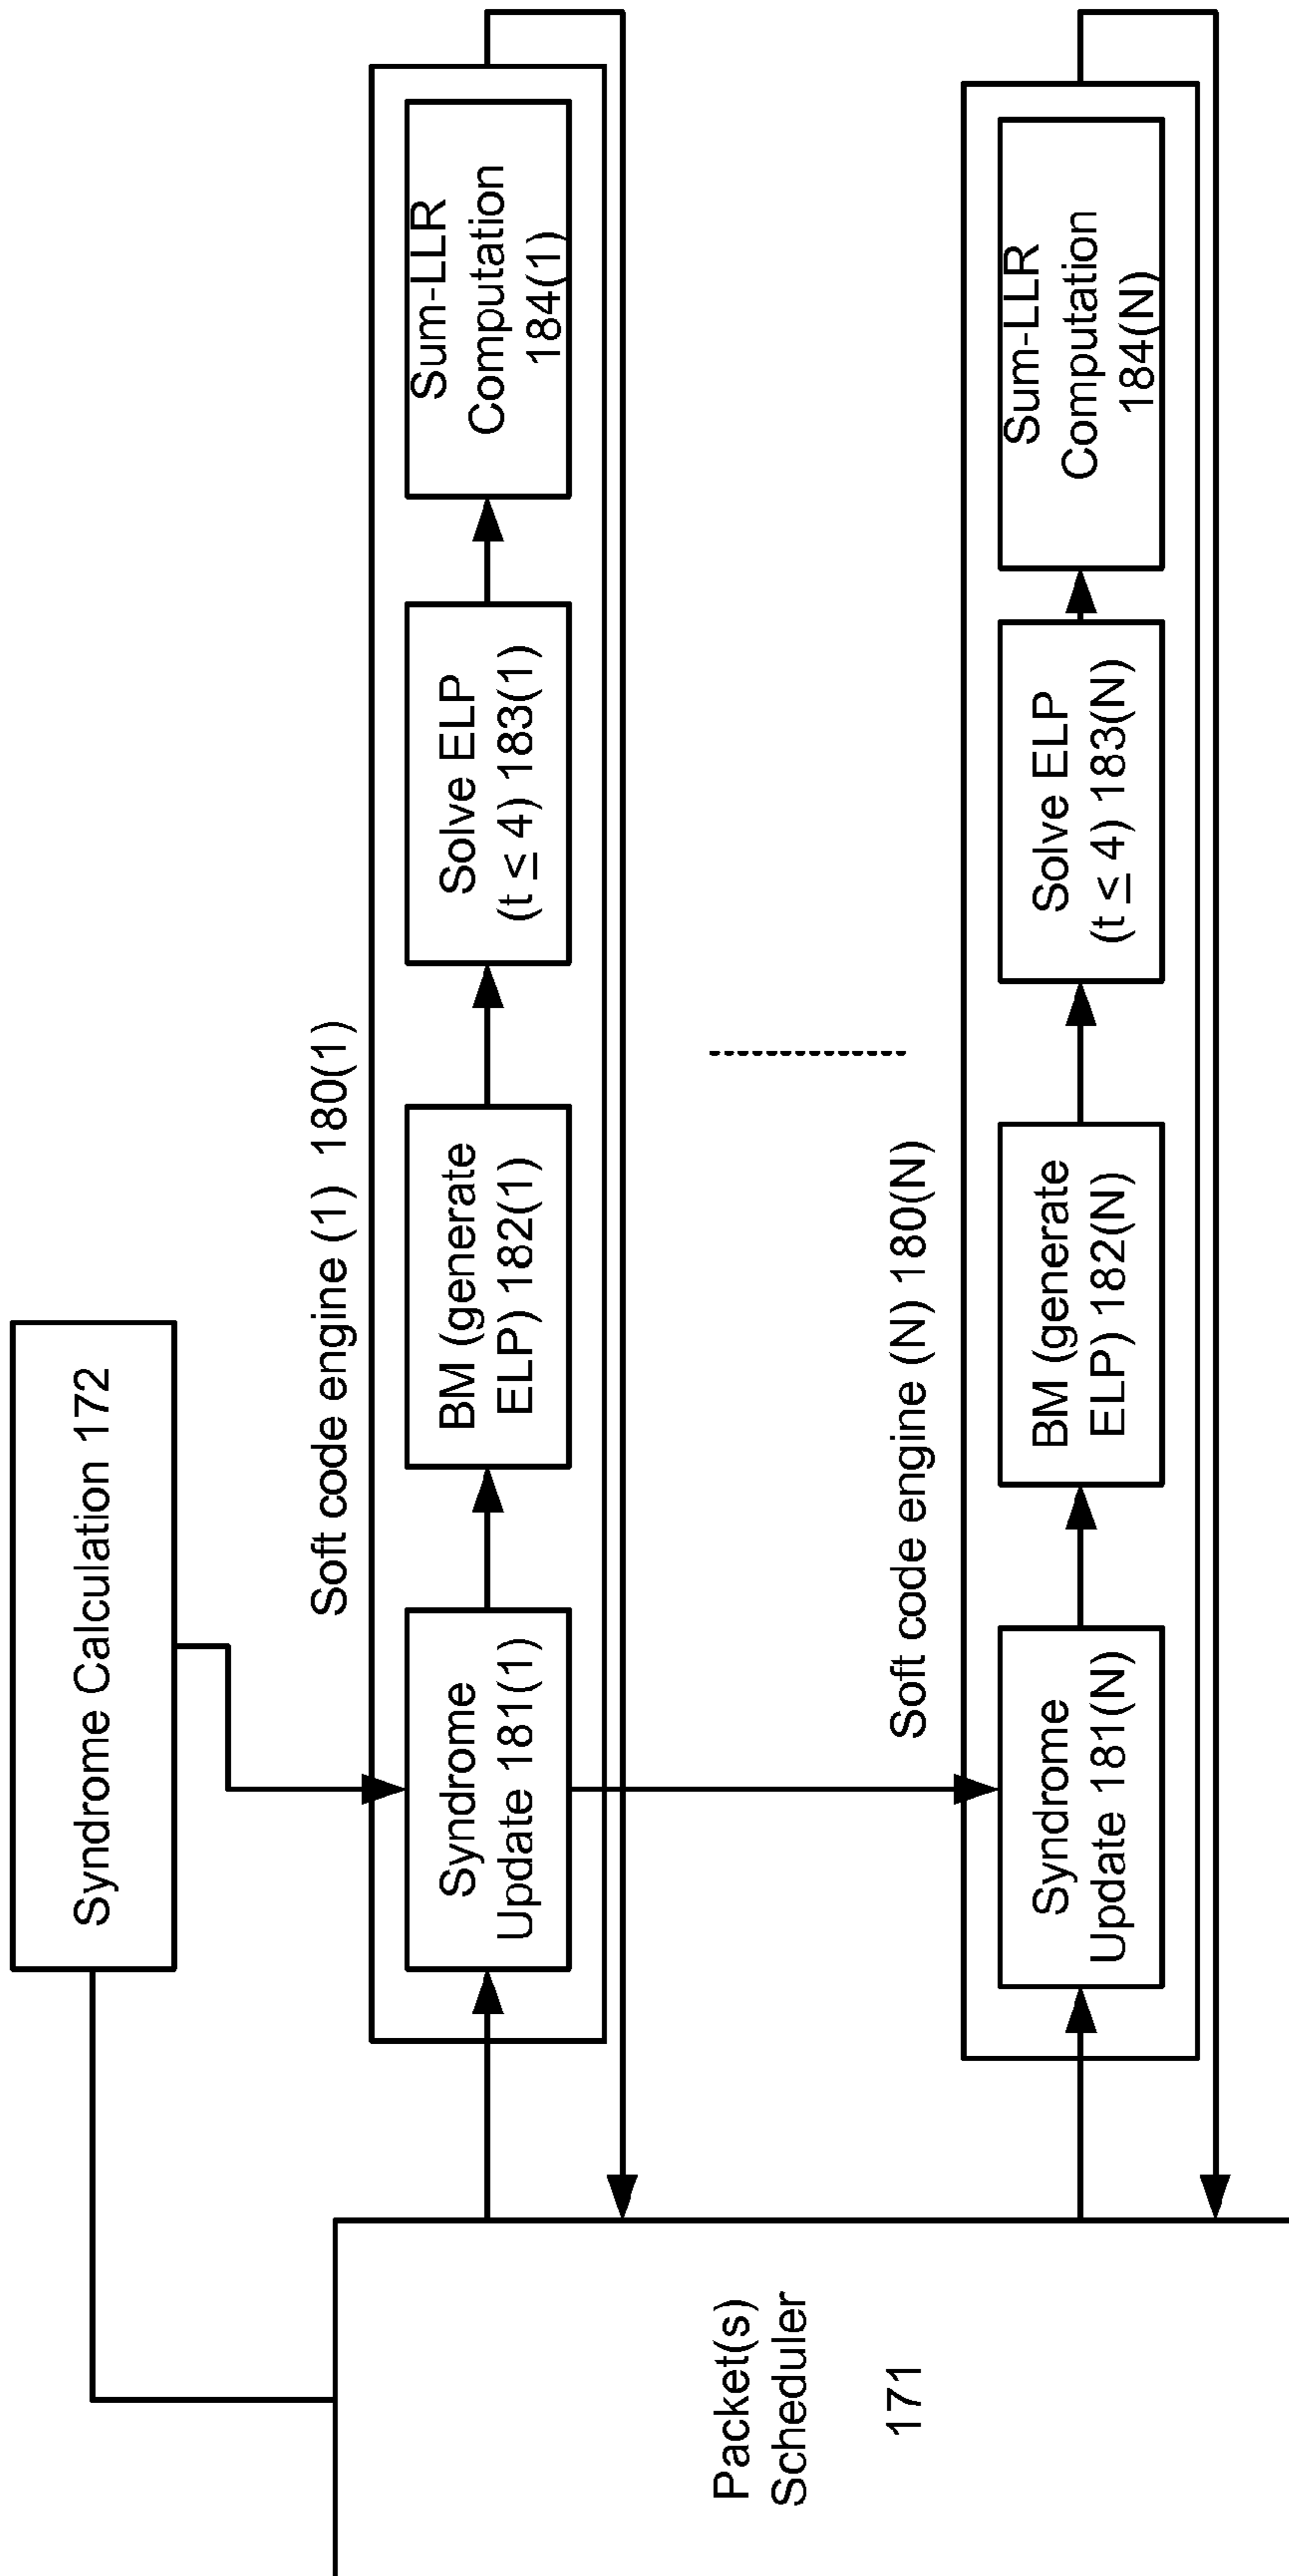 Syndrome Calculation 172
Soft code engine (1) 180(1)
Syndrome
Update 181(1)
BM (generate
ELP) 182(1)
Solve ELP
(t ≤ 4) 183(1)
Sum-LLR
Computation
184(1)
Packet(s)
Scheduler
171
Soft code engine (N) 180(N)
Syndrome
Update 181(N)
BM (generate
ELP) 182(N)
Solve ELP
(t ≤ 4) 183(N)
Sum-LLR
Computation
184(N)